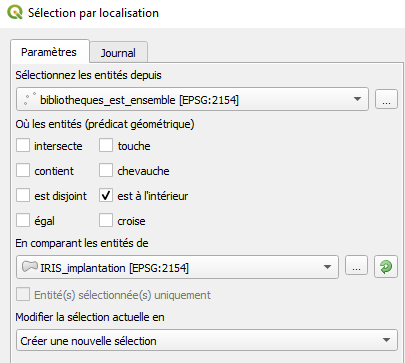 Sélection par localisation
Paramètres Journal
Sélectionnez les entités depuis
bibliotheques_est_ensemble [EPSG:2154] ...
Où les entités (prédicat géométrique)
intersecte touche
contient chevauche
est disjoint est à l'intérieur
égal croise
En comparant les entités de
IRIS_implantation [EPSG:2154] ...
Entité(s) sélectionnée(s) uniquement
Modifier la sélection actuelle en
Créer une nouvelle sélection